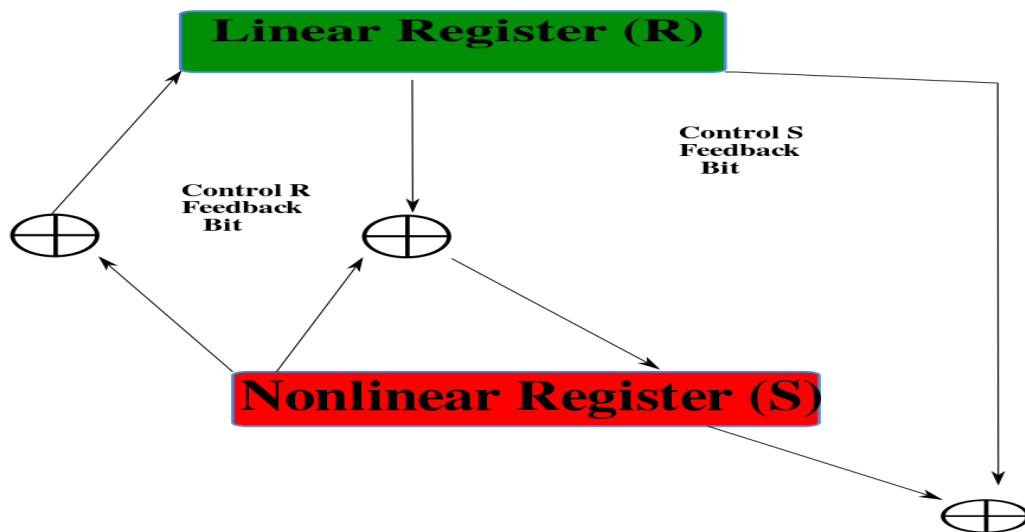 Linear Register (R)
Control S
Feedback
Bit
Control R
Feedback
Bit
Nonlinear Register (S)